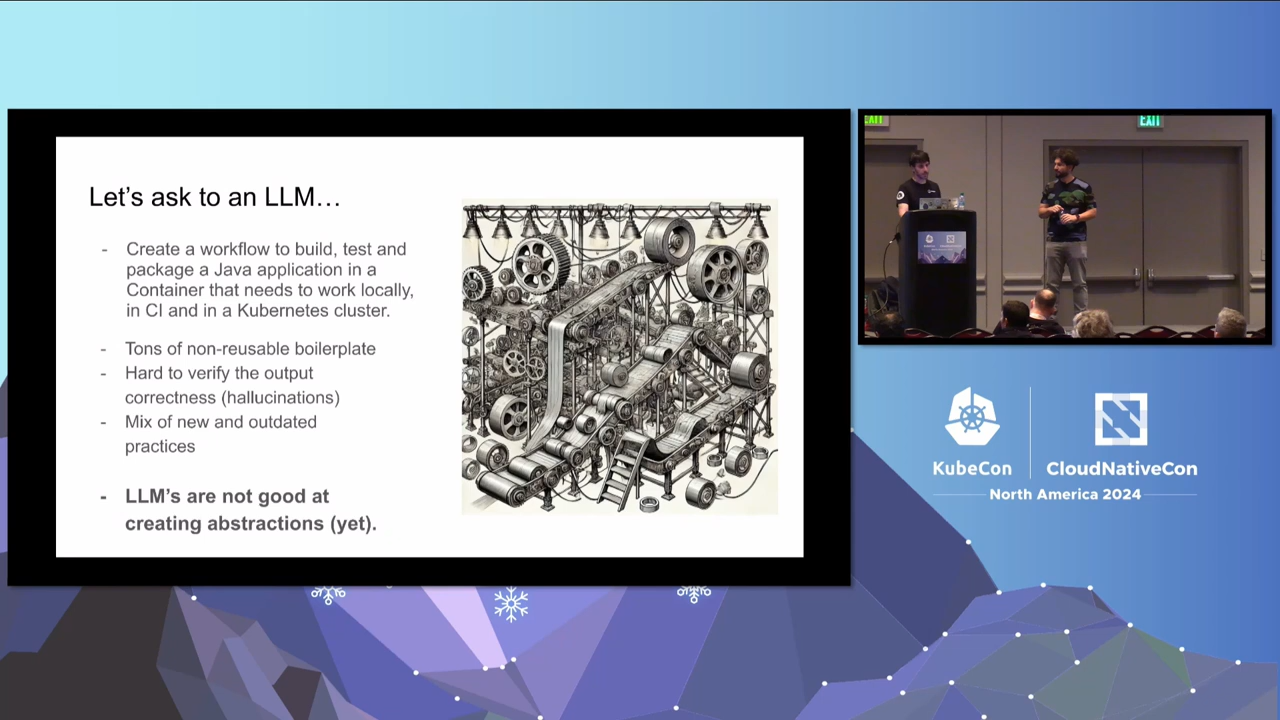 Let's ask to an LLM…
- Create a workflow to build, test and
package a Java application in a
Container that needs to work locally,
in CI and in a Kubernetes cluster.
- Tons of non-reusable boilerplate
- Hard to verify the output
correctness (hallucinations)
- Mix of new and outdated
practices
- LLM's are not good at
creating abstractions (yet).
EXIT
EXIT
KubeCon
CloudNativeCon
North America 2024